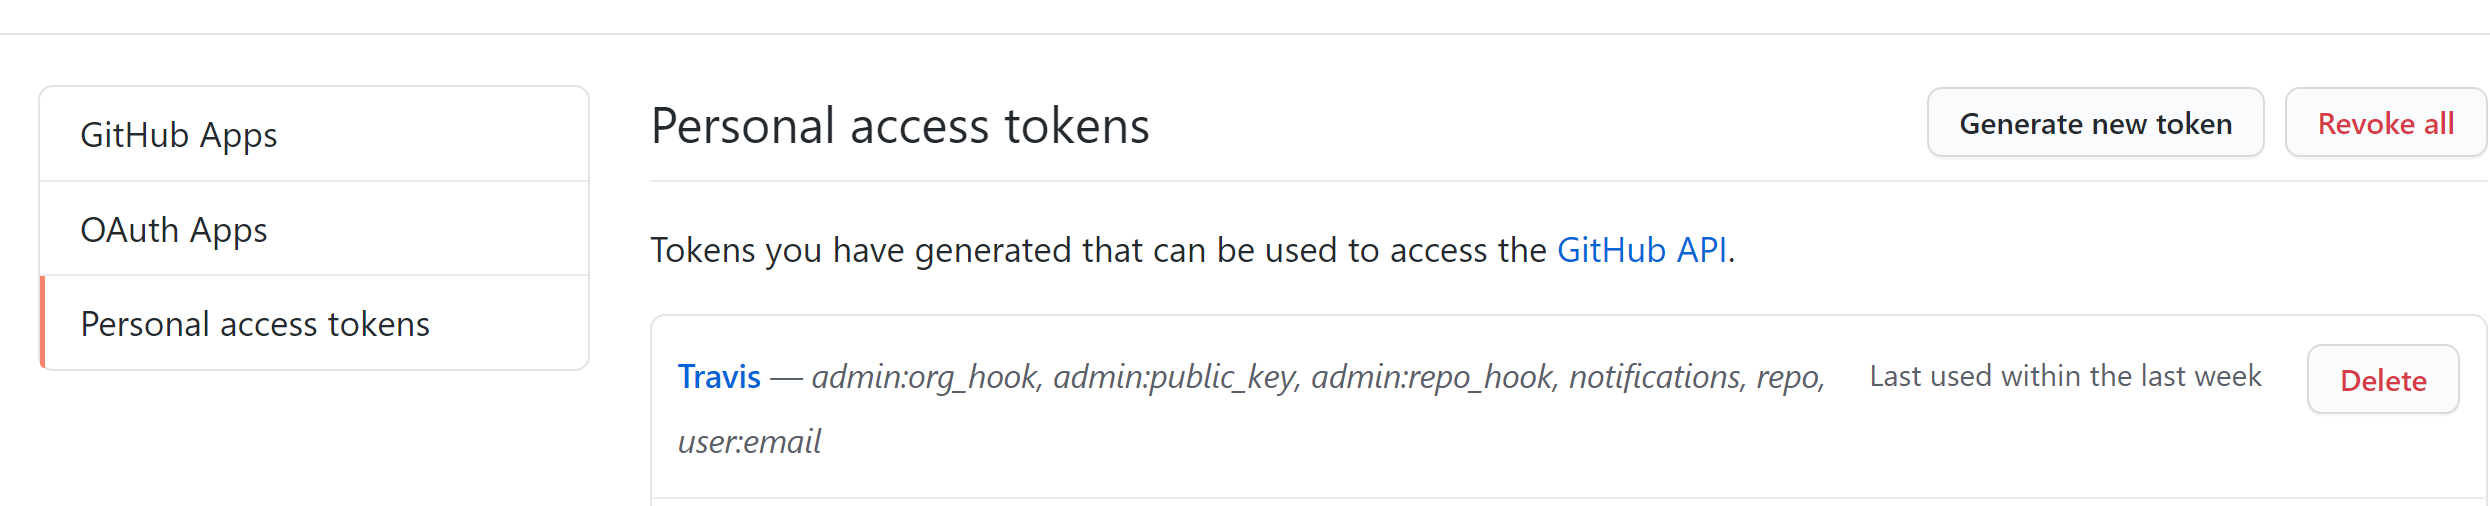 GitHub Apps
OAuth Apps
Personal access tokens
Personal access tokens
Generate new token
Revoke all
Tokens you have generated that can be used to access the GitHub API.
Travis — admin:org_hook, admin:public_key, admin:repo_hook, notifications, repo,
user:email
Last used within the last week
Delete